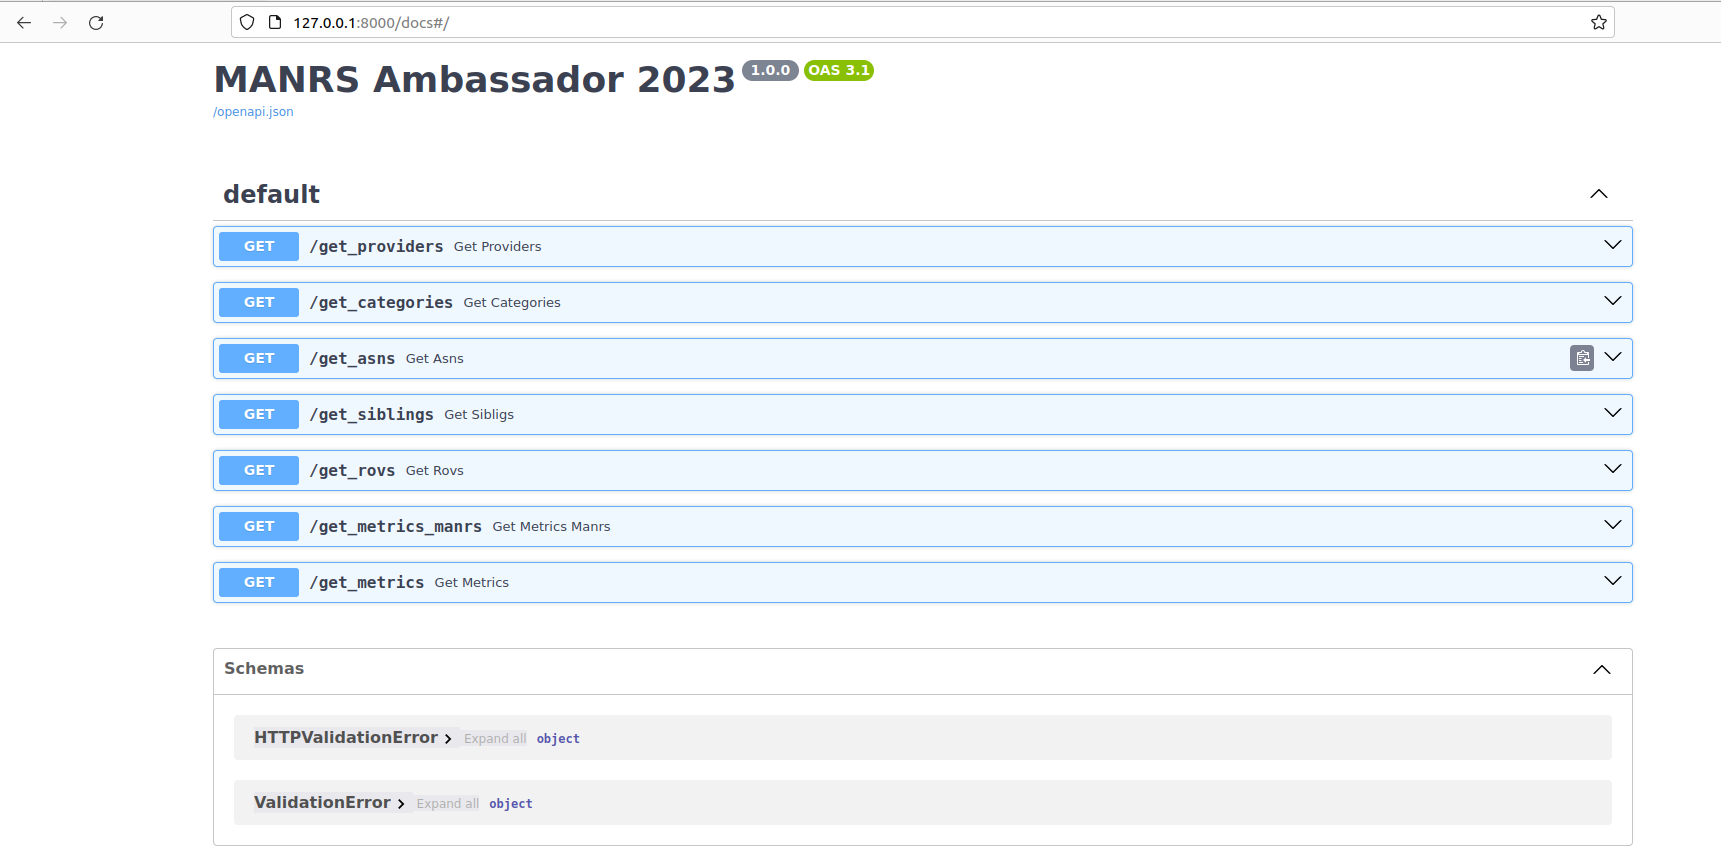 127.0.0.1:8000/docs#/
MANRS Ambassador 2023 1.0.0 OAS 3.1
/openapi.json
default
GET /get_providers Get Providers
GET /get_categories Get Categories
GET /get_asns Get Asns
GET /get_siblings Get Sibligs
GET /get_rovs Get Rovs
GET /get_metrics_manrs Get Metrics Manrs
GET /get_metrics Get Metrics
Schemas
HTTPValidationError Expand all object
ValidationError Expand all object